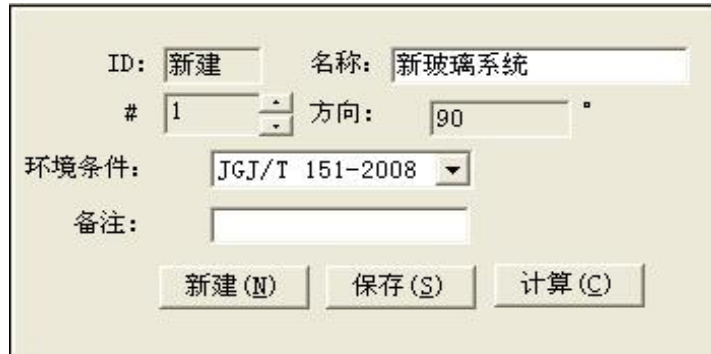 ID: 新建 名称: 新玻璃系统
# 1 方向: 90 °
环境条件: JGJ/T 151-2008
备注:
新建(N) 保存(S) 计算(C)